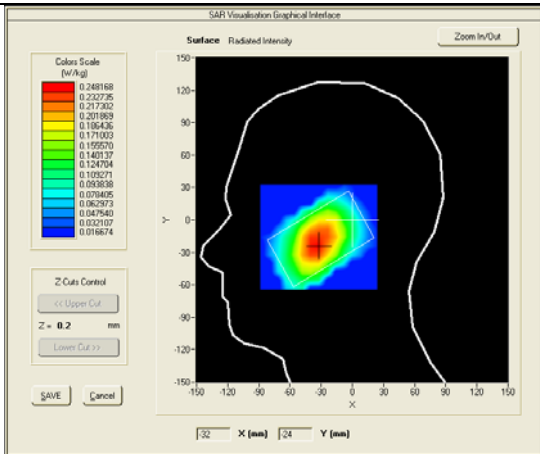 SAR Visualisation Graphical Interface
Surface Radiated Intensity
Zoom In/Out
Colors Scale
(W/kg)
0.248168
0.232735
0.217302
0.201869
0.186436
0.171003
0.155570
0.140137
0.124704
0.109271
0.093838
0.078405
0.062973
0.047540
0.032107
0.016674
Z-Cuts Control
<< Upper Cut
Z = 0.2 mm
Lower Cut >>
SAVE Cancel
150
120
90
60
30
0
-30
-60
-90
-120
-150
Y
-150 -120 -90 -60 -30 0 30 60 90 120 150
X
-32 X (mm) -24 Y (mm)